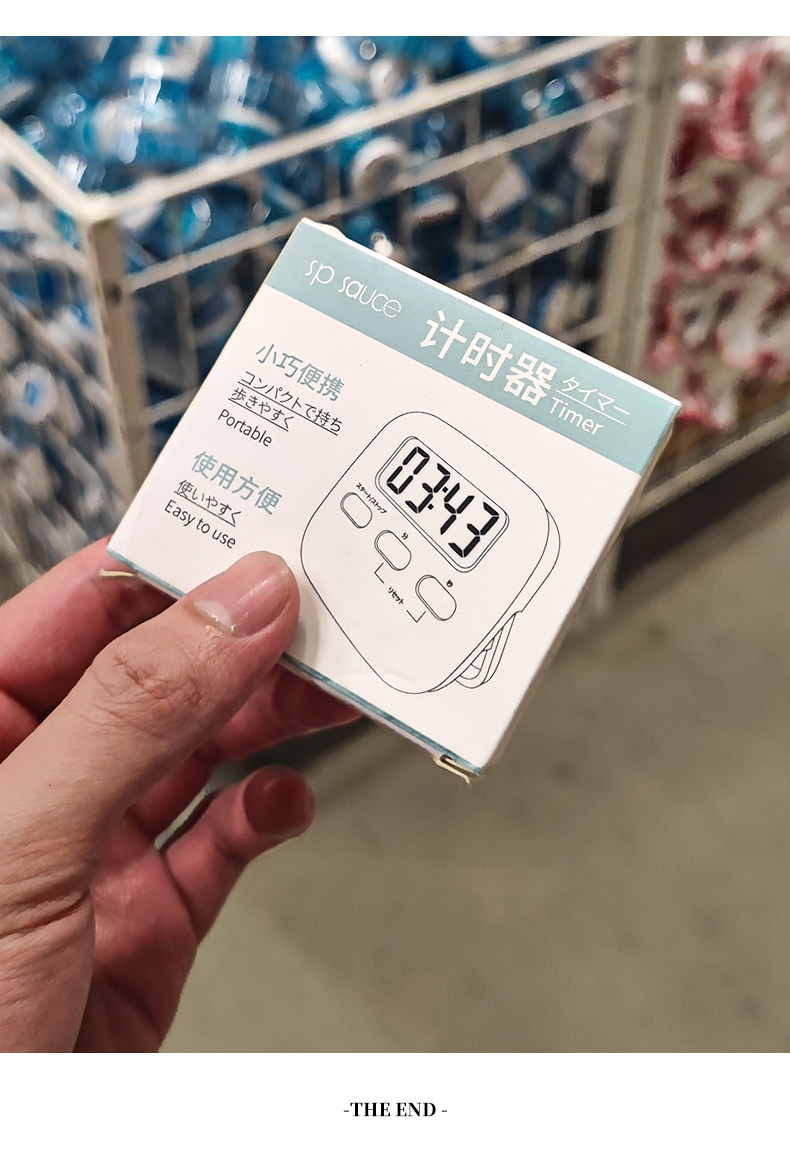 sp sauce
计时器
タイマー
Timer
小巧便携
コンパクトで持ち
歩きやすく
Portable
使用方便
使いやすく
Easy to use
03:43
スタート/ストップ
分
秒
リセット
-THE END -